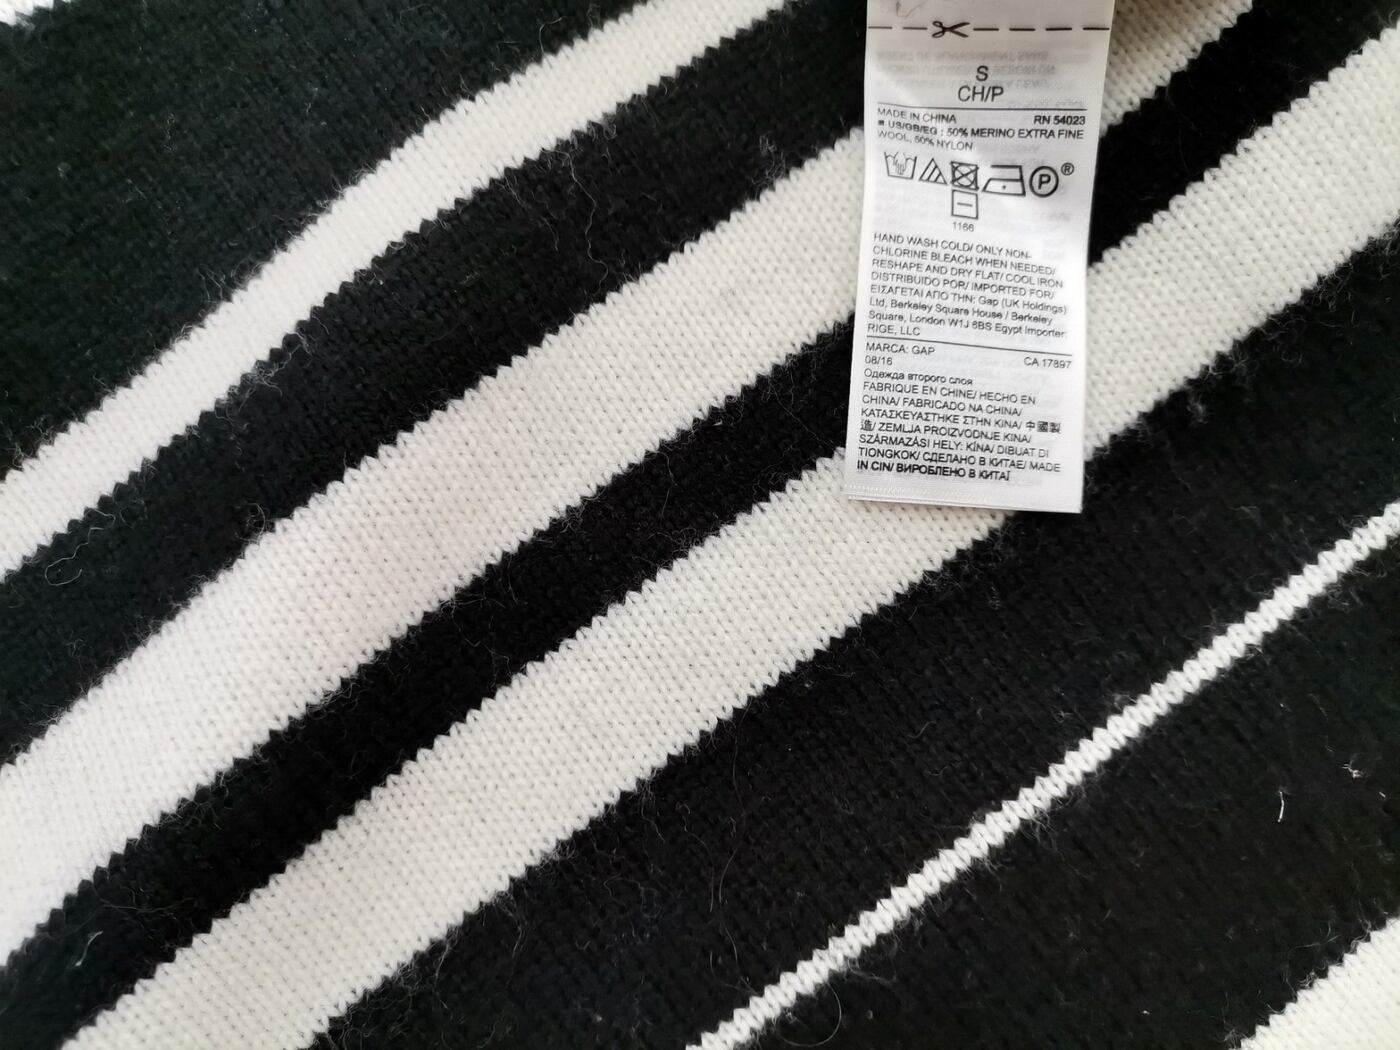 S
CH/P
MADE IN CHINA RN 54023
■ US/GB/EG : 50% MERINO EXTRA FINE
WOOL, 50% NYLON
P ®
1166
HAND WASH COLD/ ONLY NON-
CHLORINE BLEACH WHEN NEEDED/
RESHAPE AND DRY FLAT/ COOL IRON
DISTRIBUIDO POR/ IMPORTED FOR/
ΕΙΣΑΓΕΤΑΙ ΑΠΟ ΤΗΝ: Gap (UK Holdings)
Ltd, Berkeley Square House / Berkeley
Square, London W1J 6BS Egypt Importer:
RIGE, LLC
MARCA: GAP CA 17897
08/16
Одежда второго слоя
FABRIQUE EN CHINE/ HECHO EN
CHINA/ FABRICADO NA CHINA/
ΚΑΤΑΣΚΕΥΑΣΤΗΚΕ ΣΤΗΝ ΚΙΝΑ/ 中國製
造/ ZEMLJA PROIZVODNJE KINA/
SZÁRMAZÁSI HELY: KÍNA/ DIBUAT DI
TIONGKOK/ СДЕЛАНО В КИТАЕ/ MADE
IN CIN/ ВИРОБЛЕНО В КИТАЇ